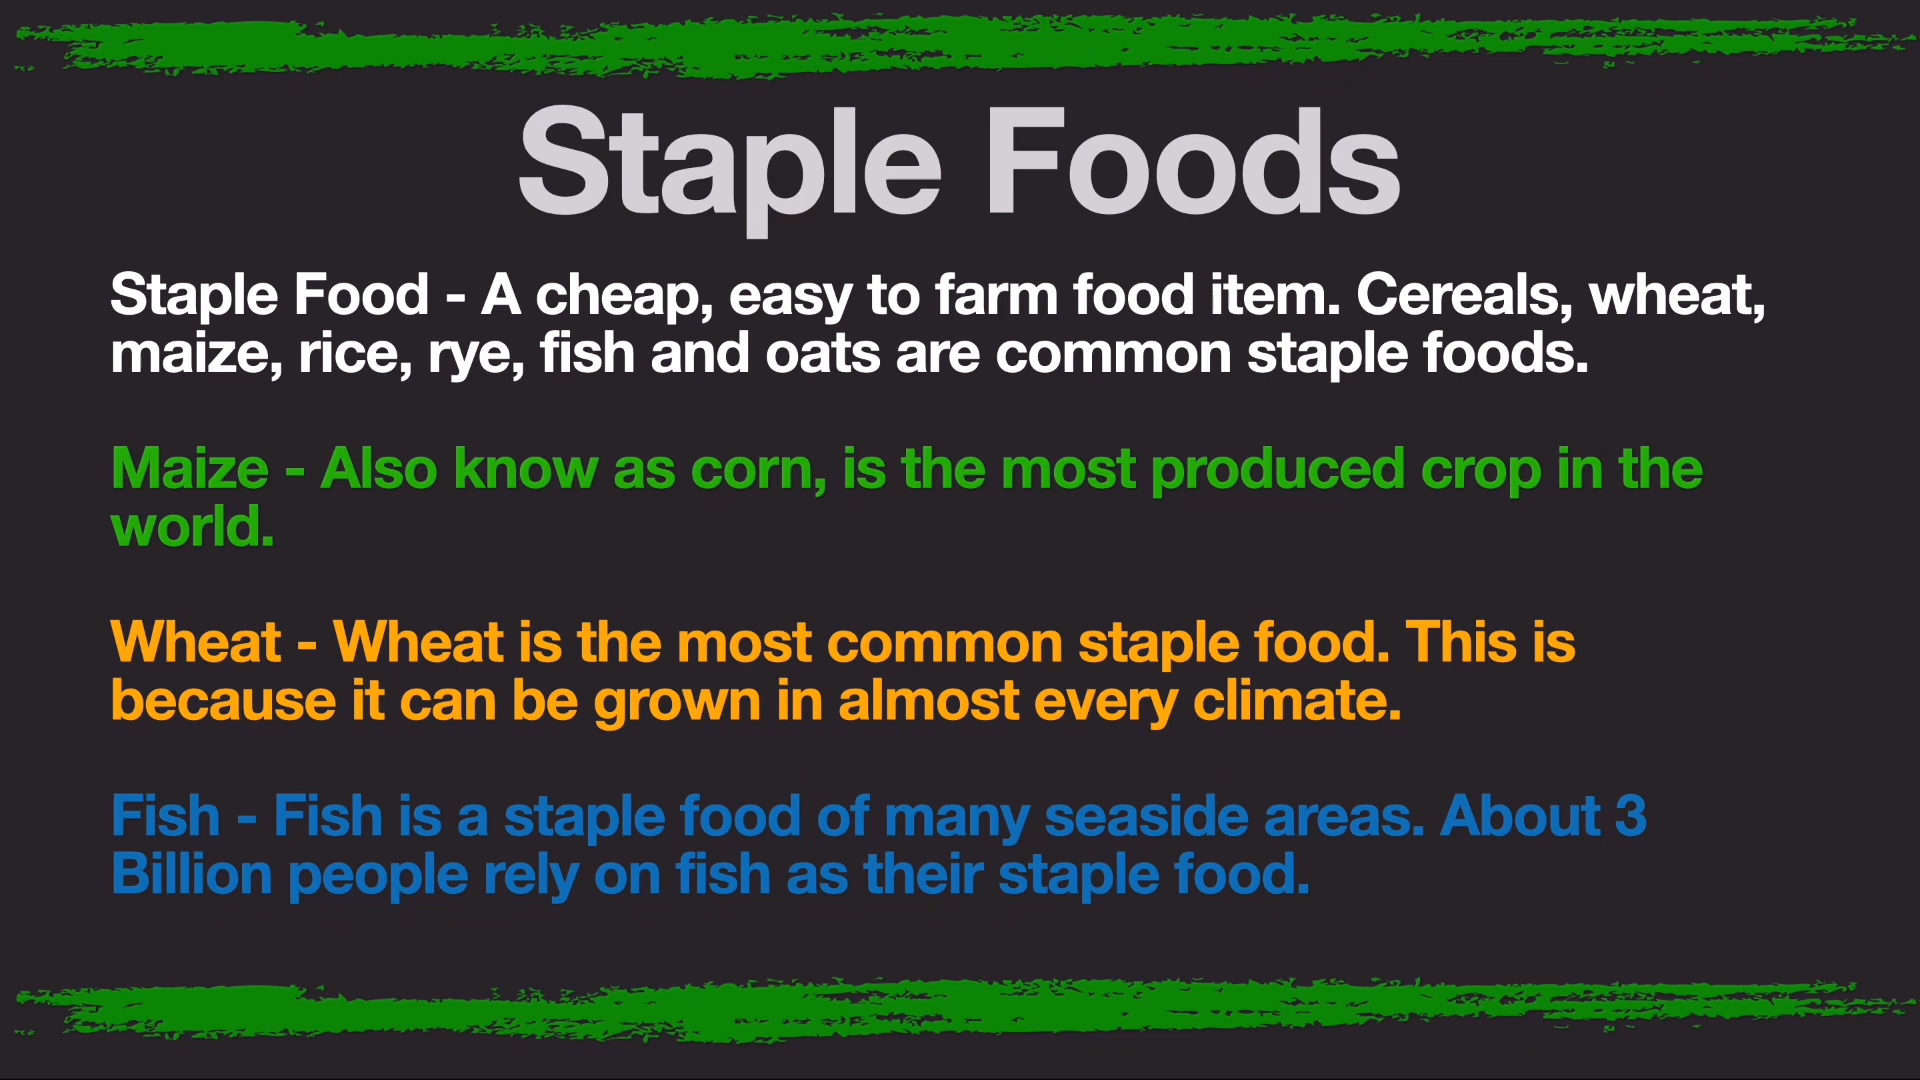 Staple Foods
Staple Food - A cheap, easy to farm food item. Cereals, wheat,
maize, rice, rye, fish and oats are common staple foods.
Maize - Also know as corn, is the most produced crop in the
world.
Wheat - Wheat is the most common staple food. This is
because it can be grown in almost every climate.
Fish - Fish is a staple food of many seaside areas. About 3
Billion people rely on fish as their staple food.